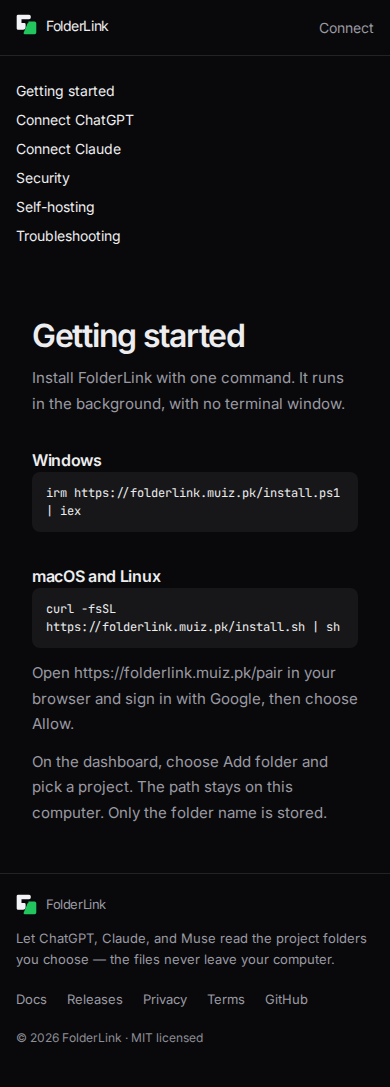 FolderLink
Connect
Getting started
Connect ChatGPT
Connect Claude
Security
Self-hosting
Troubleshooting
Getting started
Install FolderLink with one command. It runs
in the background, with no terminal window.
Windows
irm https://folderlink.muiz.pk/install.ps1
| iex
macOS and Linux
curl -fsSL
https://folderlink.muiz.pk/install.sh | sh
Open https://folderlink.muiz.pk/pair in your
browser and sign in with Google, then choose
Allow.
On the dashboard, choose Add folder and
pick a project. The path stays on this
computer. Only the folder name is stored.
FolderLink
Let ChatGPT, Claude, and Muse read the project folders
you choose — the files never leave your computer.
Docs Releases Privacy Terms GitHub
© 2026 FolderLink · MIT licensed